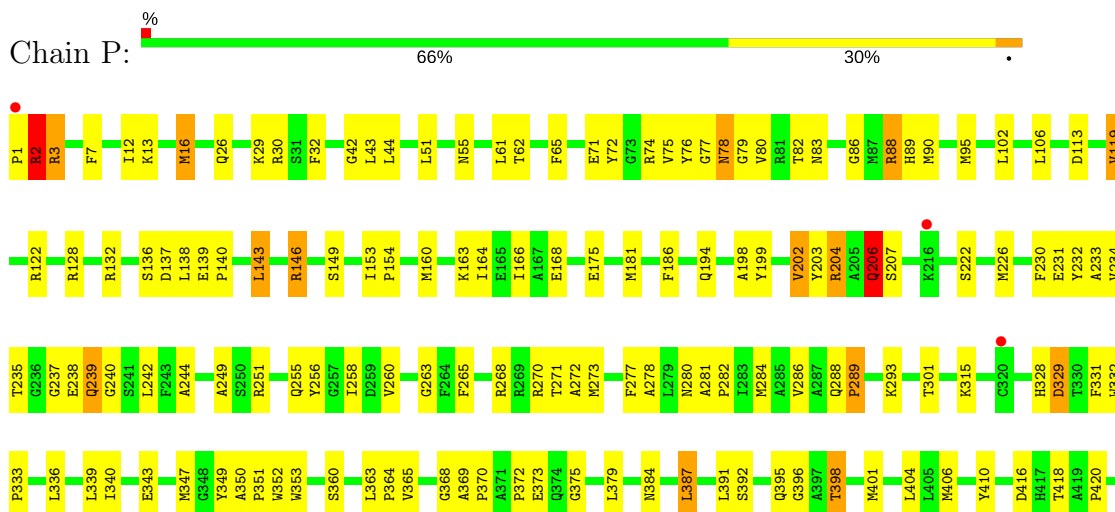 %
Chain P:
66% 30% •
P1 R2 R3 F7 I12 K13 M16 Q26 K29 R30 S31 F32 G42 L43 L44 L51 N55 L61 T62 F65 E71 Y72 G73 R74 V75 Y76 G77 N78 G79 V80 R81 T82 N83 G86 M87 R88 H89 M90 M95 L102 L106 D113 V119
R122 R128 R132 S136 D137 L138 E139 P140 L143 R146 S149 I153 P154 M160 K163 I164 E165 I166 A167 E168 E175 M181 F186 Q194 A198 Y199 V202 Y203 R204 A205 Q206 S207 K216 S222 M226 F230 E231 Y232 A233 V234
T235 G236 G237 E238 Q239 G240 S241 L242 F243 A244 A249 S250 R251 Q255 Y256 G257 I258 D259 V260 G263 F264 F265 R268 R269 R270 T271 A272 M273 F277 A278 L279 N280 A281 P282 I283 M284 A285 V286 A287 Q288 P289 K293 T301 K315 C320 H328 D329 T330 F331 W332
P333 L336 L339 I340 E343 M347 G348 Y349 A350 P351 W352 W353 S360 L363 P364 V365 G368 A369 P370 A371 P372 E373 Q374 G375 L379 N384 L387 L391 S392 Q395 G396 A397 T398 M401 L404 L405 M406 Y410 D416 H417 T418 A419 P420